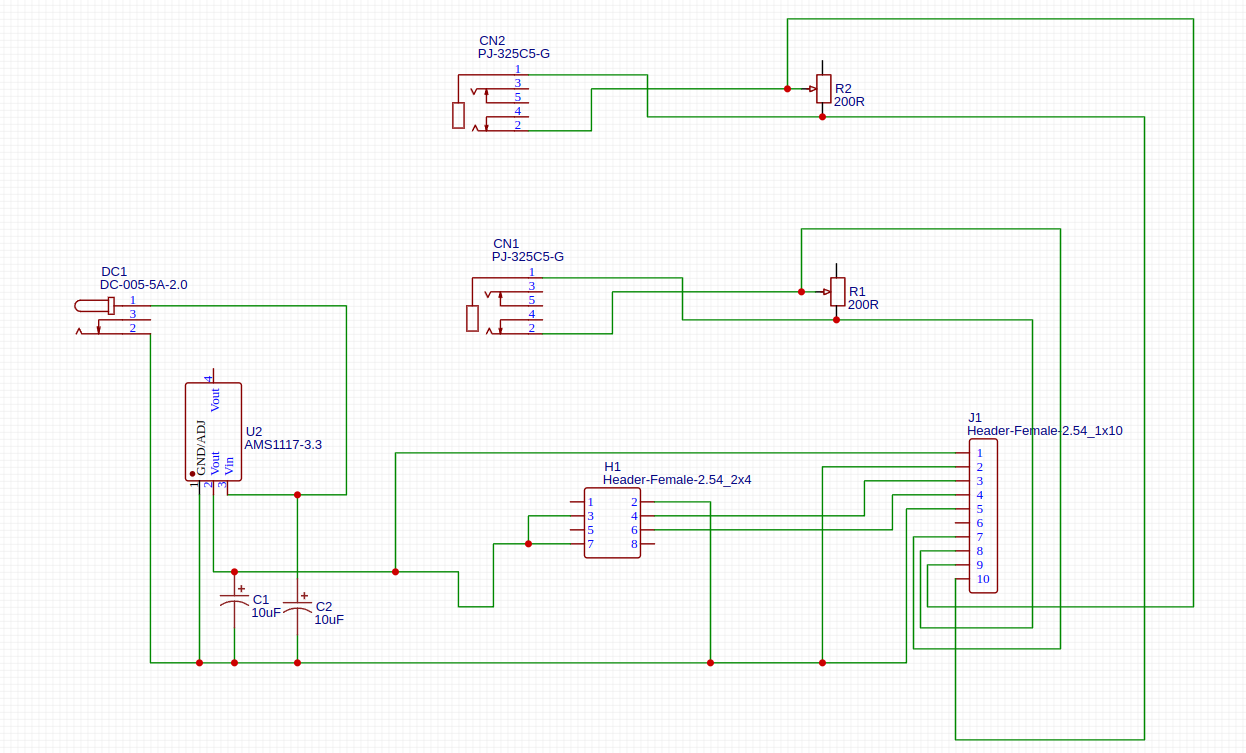 CN2
PJ-325C5-G
1
3
5
4
2
R2
200R
CN1
PJ-325C5-G
1
3
5
4
2
R1
200R
DC1
DC-005-5A-2.0
1
3
2
4
Vout
GND/ADJ
Vout
Vin
1
2
3
U2
AMS1117-3.3
J1
Header-Female-2.54_1x10
1
2
3
4
5
6
7
8
9
10
H1
Header-Female-2.54_2x4
1 2
3 4
5 6
7 8
+
C1
10uF
+
C2
10uF